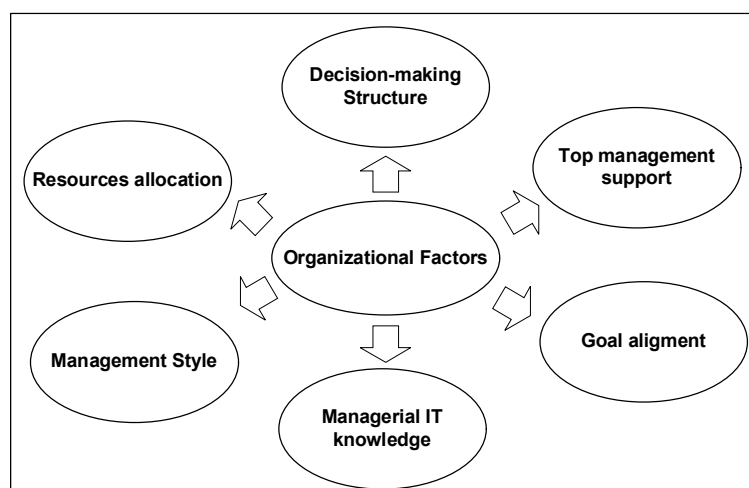 Decision-making
Structure
Resources allocation
Top management
support
Organizational Factors
Management Style
Goal aligment
Managerial IT
knowledge